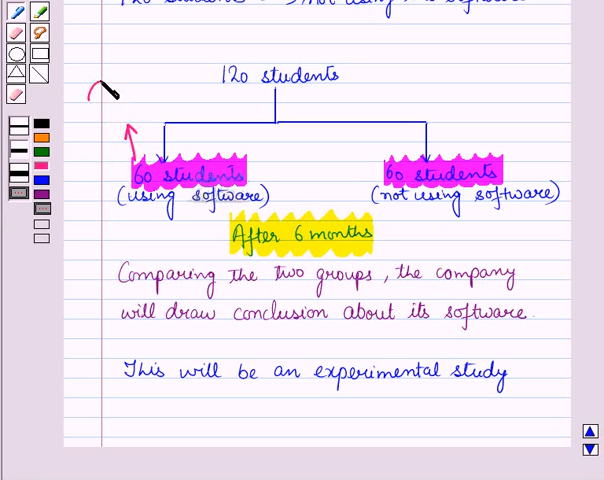 120 students
60 students 60 students
(using software) (not using software)
After 6 months
Comparing the two groups, the company
will draw conclusion about its software.
This will be an experimental study